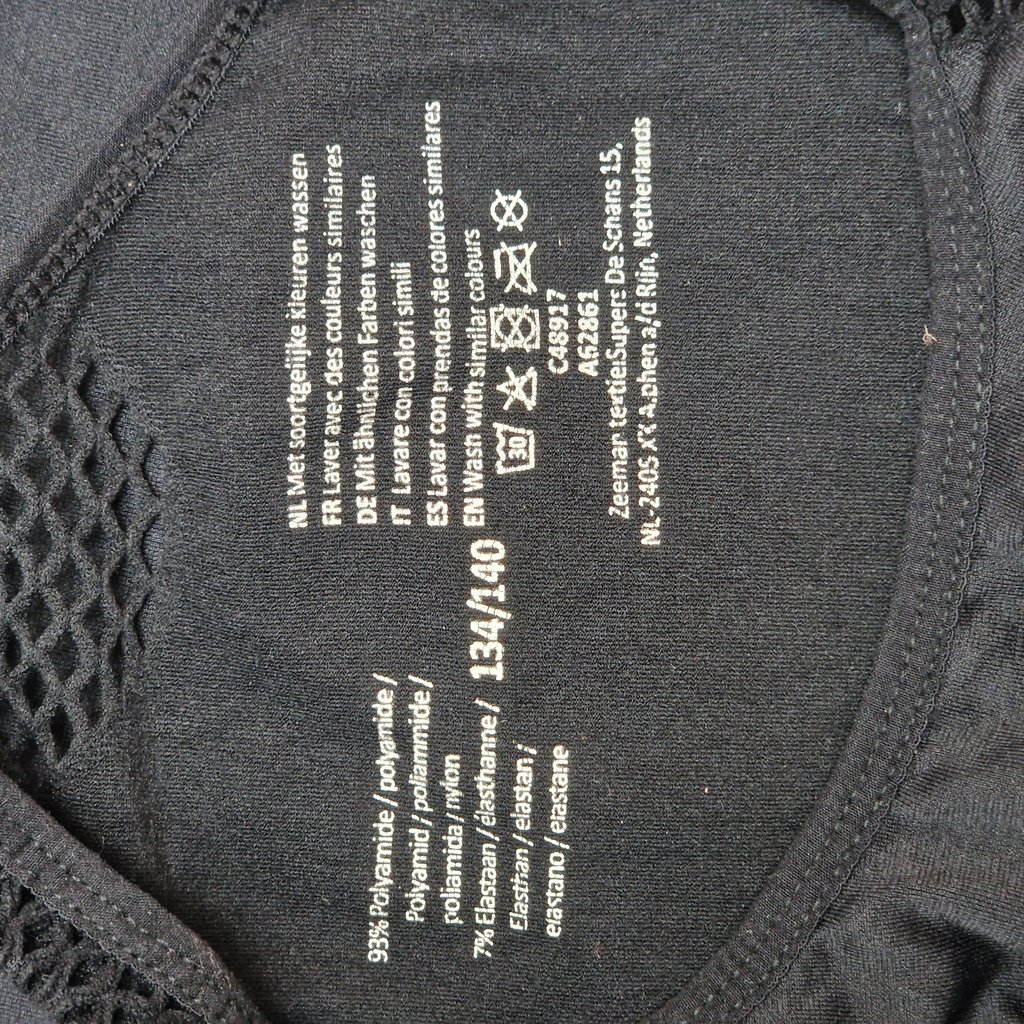 93% Polyamide / polyamide /
Polyamid / poliammide /
poliamida / nylon
7% Elastaan / élasthanne /
Elasthan / elastan /
elastano / elastane
134/140
NL Met soortgelijke kleuren wassen
FR Laver avec des couleurs similaires
DE Mit ähnlichen Farben waschen
IT Lavare con colori simili
ES Lavar con prendas de colores similares
EN Wash with similar colours
30
C48917
A62861
Zeeman textielSupers De Schans 15,
NL-2405 XX Alphen a/d Rijn, Netherlands